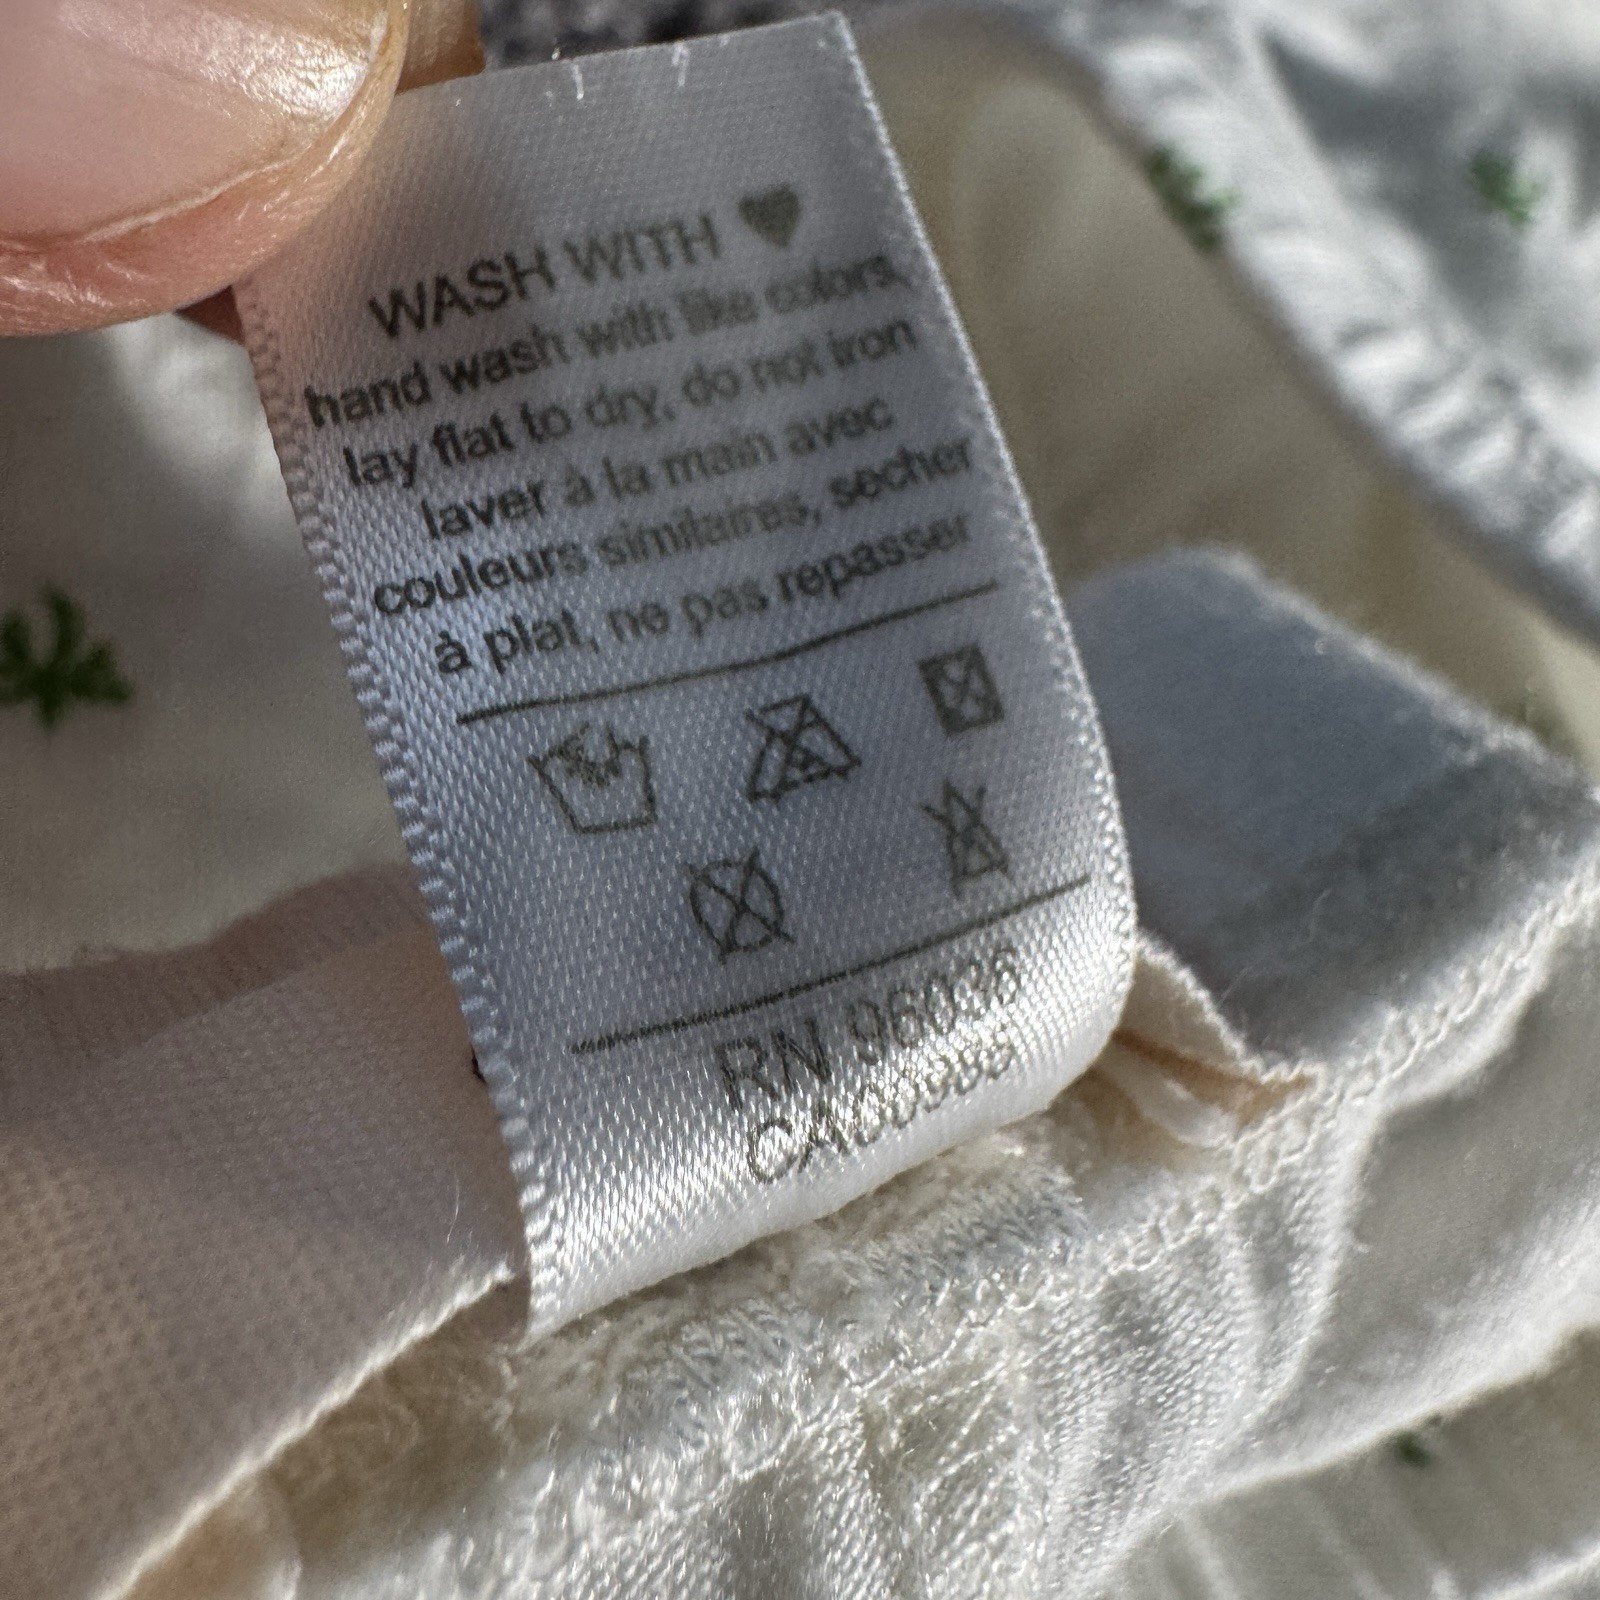 WASH WITH
hand wash with like colors,
lay flat to dry, do not iron
laver à la main avec
couleurs similaires, secher
à plat, ne pas repasser
RN